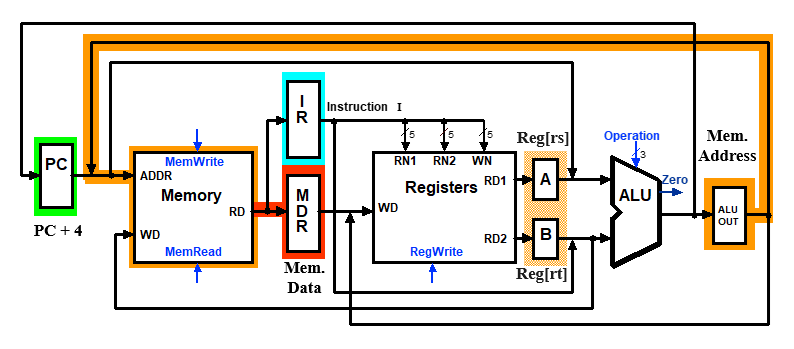 I
R
Instruction I
5
5
5
Reg[rs]
Operation
3
Mem.
Address
PC
MemWrite
ADDR
Memory
RD
WD
MemRead
PC + 4
M
D
R
Mem.
Data
RN1
RN2
WN
Registers
RD1
WD
RD2
RegWrite
A
B
Reg[rt]
ALU
Zero
ALU
OUT